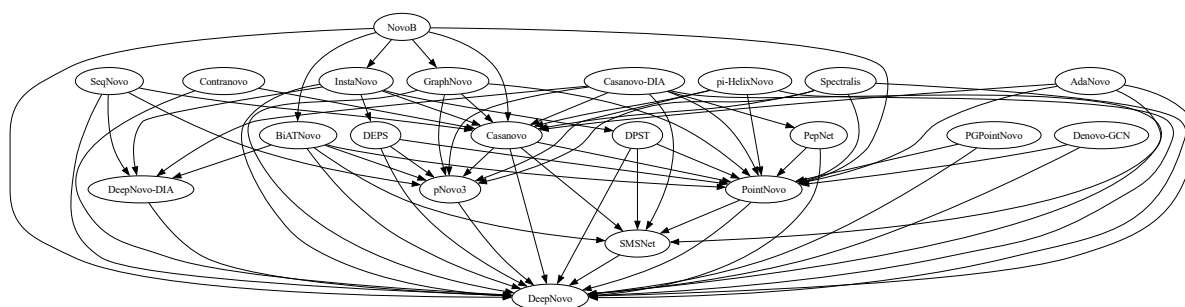 NovoB
SeqNovo Contranovo InstaNovo GraphNovo Casanovo-DIA pi-HelixNovo Spectralis AdaNovo
BiATNovo DEPS Casanovo DPST PepNet PGPointNovo Denovo-GCN
DeepNovo-DIA pNovo3 PointNovo
SMSNet
DeepNovo